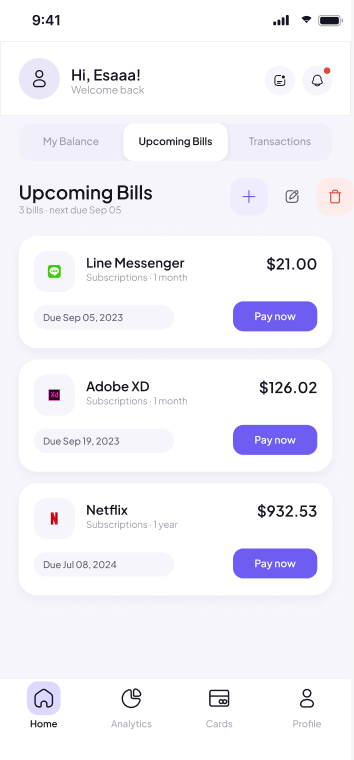 9:41
Hi, Esaaa!
Welcome back
My Balance Upcoming Bills Transactions
Upcoming Bills
3 bills · next due Sep 05
Line Messenger $21.00
Subscriptions · 1 month
Due Sep 05, 2023 Pay now
Xd
Adobe XD $126.02
Subscriptions · 1 month
Due Sep 19, 2023 Pay now
N
Netflix $932.53
Subscriptions · 1 year
Due Jul 08, 2024 Pay now
Home Analytics Cards Profile